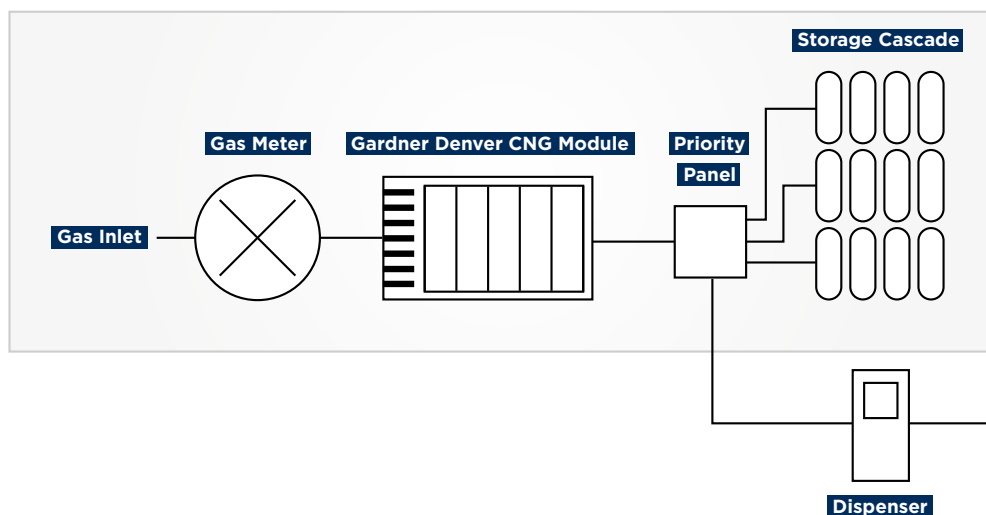 Storage Cascade
Gas Meter
Gardner Denver CNG Module
Priority
Panel
Gas Inlet
Dispenser